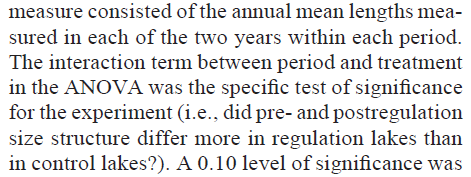 measure consisted of the annual mean lengths mea-
sured in each of the two years within each period.
The interaction term between period and treatment
in the ANOVA was the specific test of significance
for the experiment (i.e., did pre- and postregulation
size structure differ more in regulation lakes than
in control lakes?). A 0.10 level of significance was